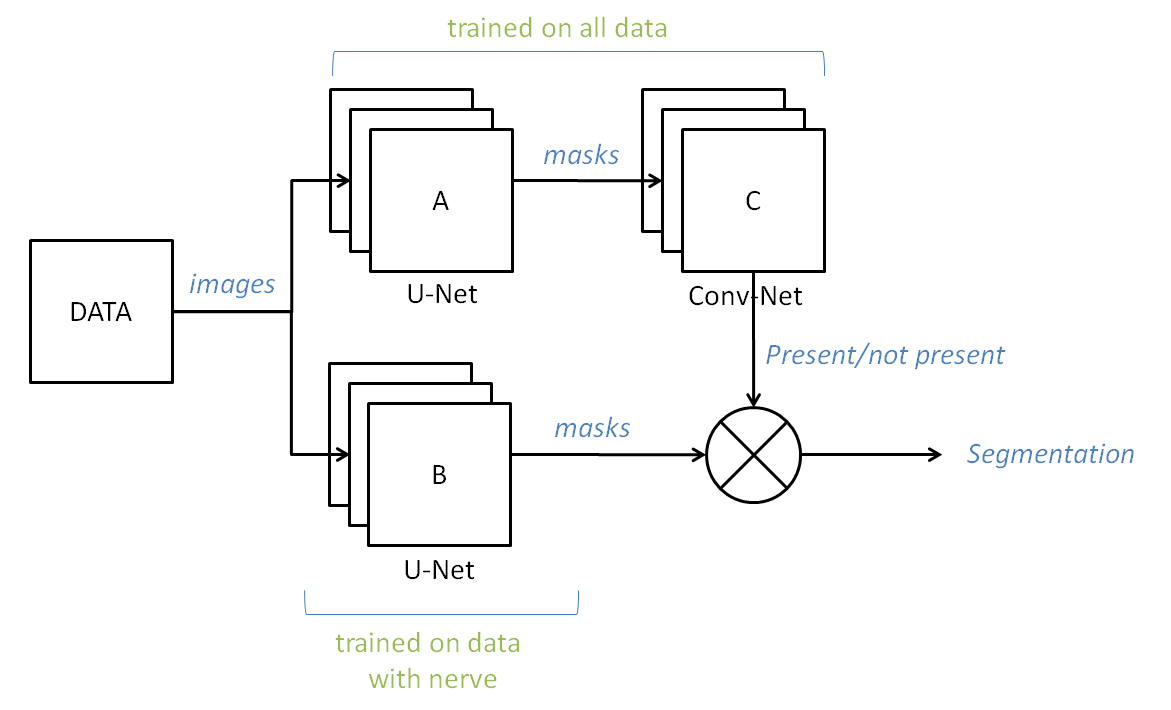 trained on all data
masks
A
C
images
U-Net
Conv-Net
DATA
Present/not present
masks
Segmentation
B
U-Net
trained on data
with nerve